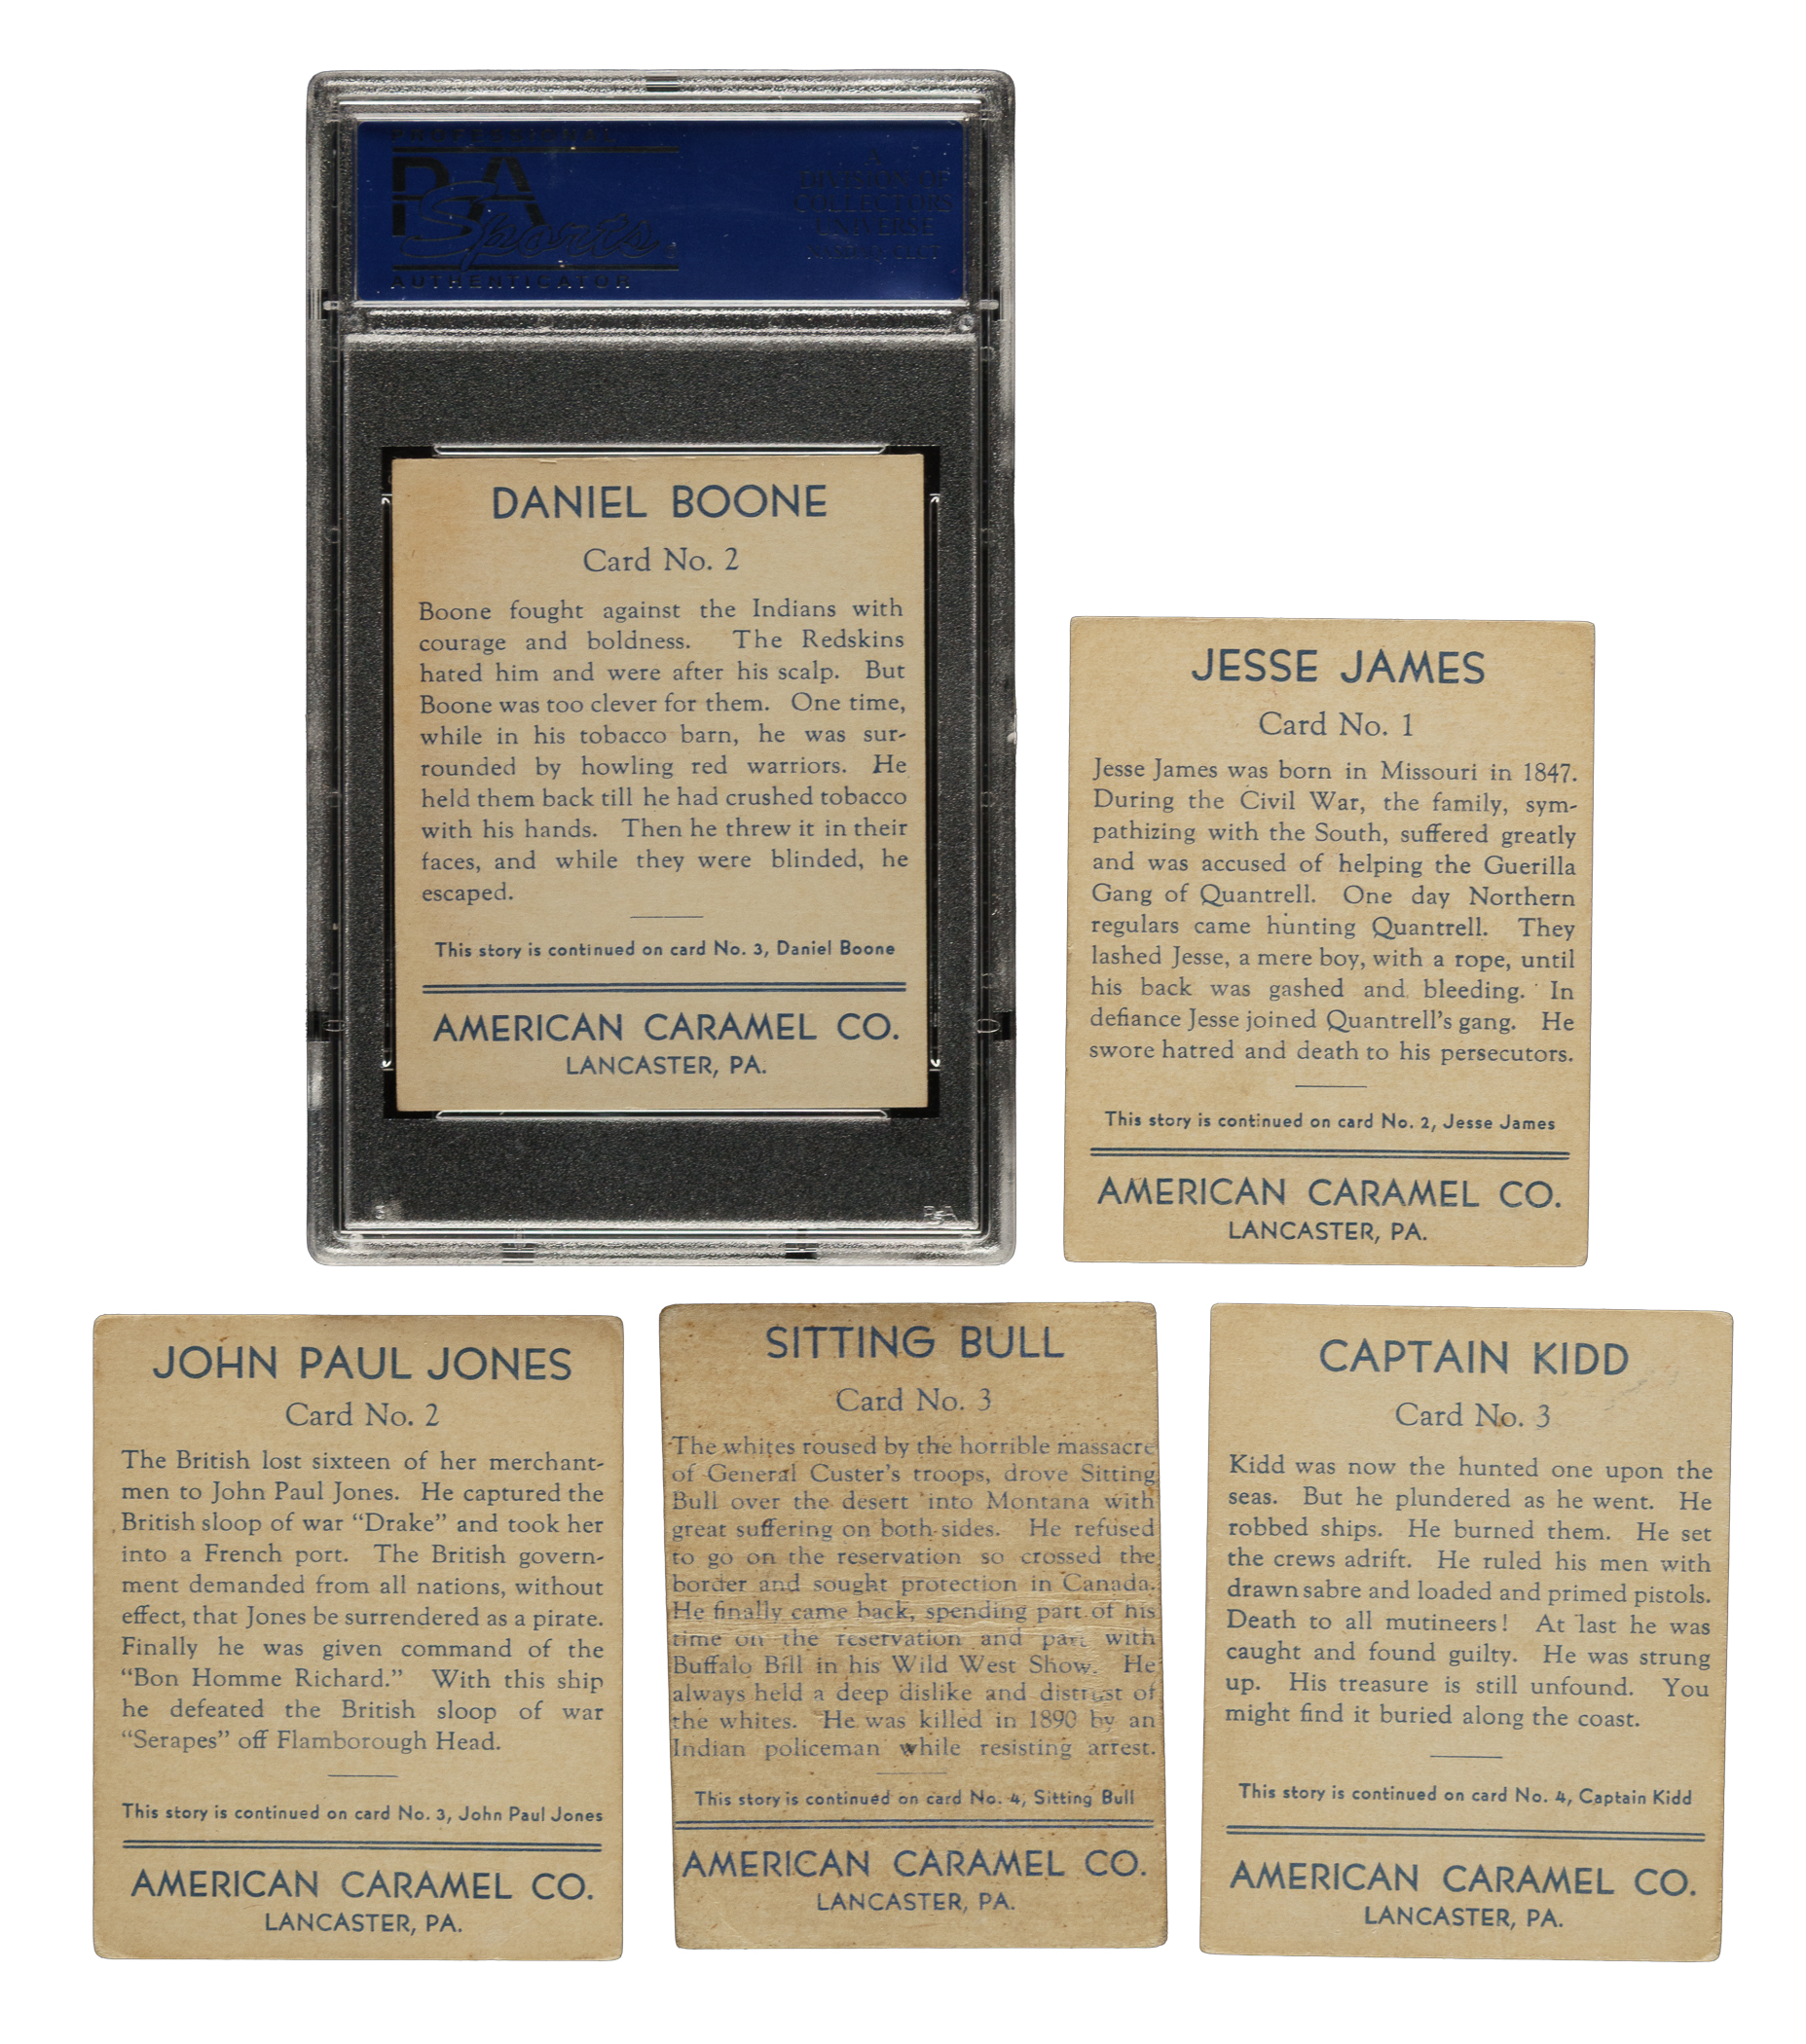 PROFESSIONAL
PSA
Sports
AUTHENTICATOR
A
DIVISION OF
COLLECTORS
UNIVERSE
DANIEL BOONE
Card No. 2
Boone fought against the Indians with
courage and boldness. The Redskins
hated him and were after his scalp. But
Boone was too clever for them. One time,
while in his tobacco barn, he was sur-
rounded by howling red warriors. He
held them back till he had crushed tobacco
with his hands. Then he threw it in their
faces, and while they were blinded, he
escaped.
This story is continued on card No. 3, Daniel Boone
AMERICAN CARAMEL CO.
LANCASTER, PA.
PSA
JESSE JAMES
Card No. 1
Jesse James was born in Missouri in 1847.
During the Civil War, the family, sym-
pathizing with the South, suffered greatly
and was accused of helping the Guerilla
Gang of Quantrell. One day Northern
regulars came hunting Quantrell. They
lashed Jesse, a mere boy, with a rope, until
his back was gashed and bleeding. In
defiance Jesse joined Quantrell's gang. He
swore hatred and death to his persecutors.
This story is continued on card No. 2, Jesse James
AMERICAN CARAMEL CO.
LANCASTER, PA.
JOHN PAUL JONES
Card No. 2
The British lost sixteen of her merchant-
men to John Paul Jones. He captured the
British sloop of war "Drake" and took her
into a French port. The British govern-
ment demanded from all nations, without
effect, that Jones be surrendered as a pirate.
Finally he was given command of the
"Bon Homme Richard." With this ship
he defeated the British sloop of war
"Serapes" off Flamborough Head.
This story is continued on card No. 3, John Paul Jones
AMERICAN CARAMEL CO.
LANCASTER, PA.
SITTING BULL
Card No. 3
The whites roused by the horrible massacre
of General Custer's troops, drove Sitting
Bull over the desert into Montana with
great suffering on both sides. He refused
to go on the reservation so crossed the
border and sought protection in Canada.
He finally came back, spending part of his
time on the reservation and part with
Buffalo Bill in his Wild West Show. He
always held a deep dislike and distrust of
the whites. He was killed in 1890 by an
Indian policeman while resisting arrest.
This story is continued on card No. 4, Sitting Bull
AMERICAN CARAMEL CO.
LANCASTER, PA.
CAPTAIN KIDD
Card No. 3
Kidd was now the hunted one upon the
seas. But he plundered as he went. He
robbed ships. He burned them. He set
the crews adrift. He ruled his men with
drawn sabre and loaded and primed pistols.
Death to all mutineers! At last he was
caught and found guilty. He was strung
up. His treasure is still unfound. You
might find it buried along the coast.
This story is continued on card No. 4, Captain Kidd
AMERICAN CARAMEL CO.
LANCASTER, PA.